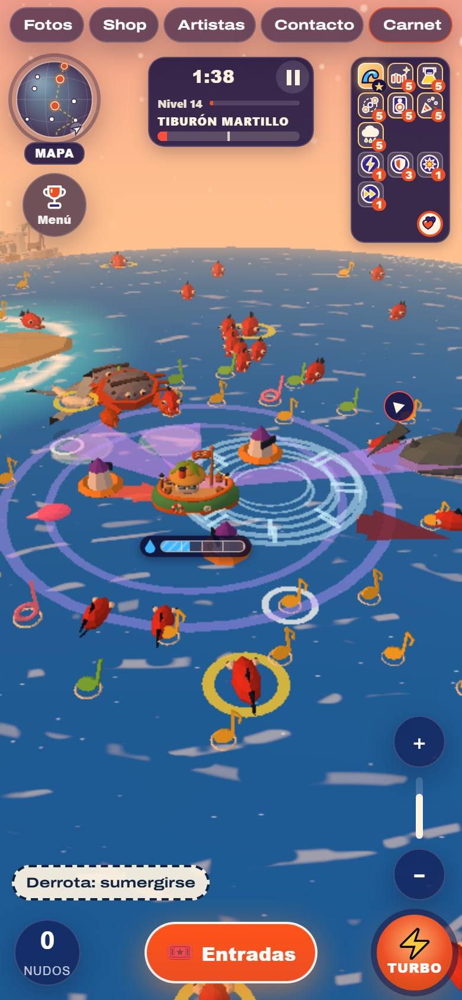 Fotos
Shop
Artistas
Contacto
Carnet
1:38
Nivel 14
TIBURÓN MARTILLO
MAPA
Menú
5
5
5
5
5
5
1
3
1
1
+
−
Derrota: sumergirse
0
NUDOS
Entradas
TURBO